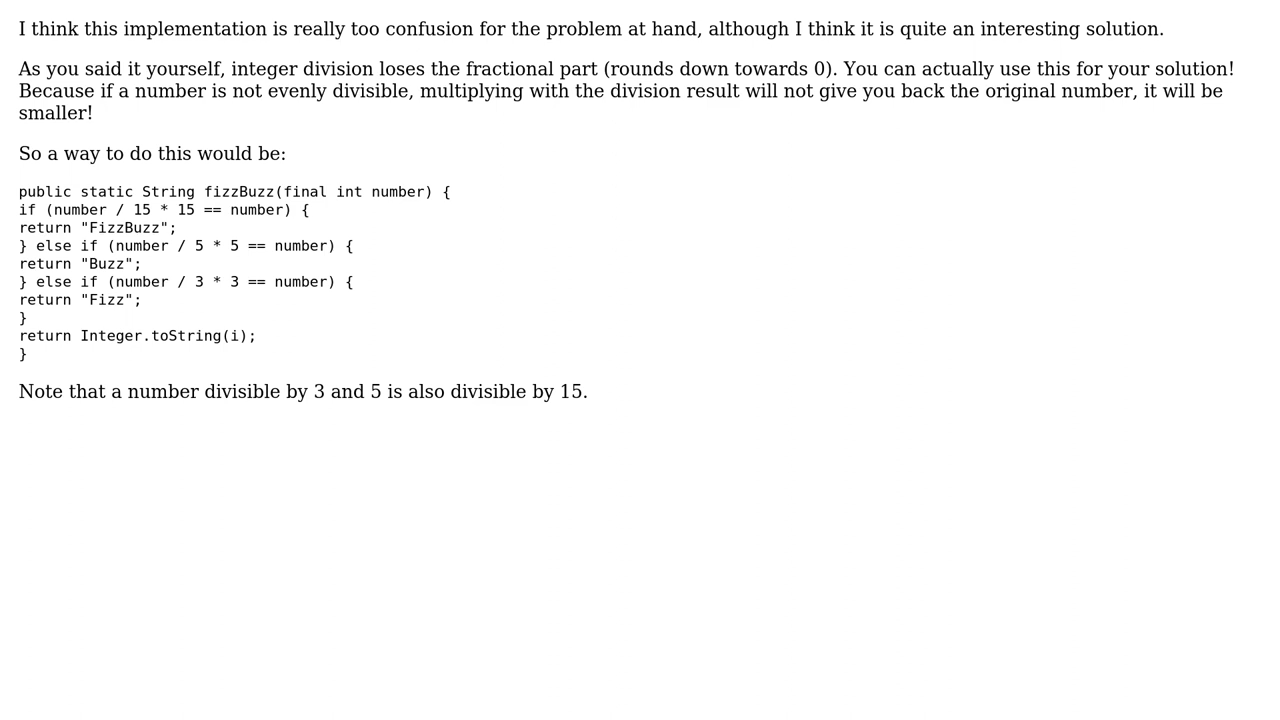 I think this implementation is really too confusion for the problem at hand, although I think it is quite an interesting solution.
As you said it yourself, integer division loses the fractional part (rounds down towards 0). You can actually use this for your solution!
Because if a number is not evenly divisible, multiplying with the division result will not give you back the original number, it will be
smaller!
So a way to do this would be:
public static String fizzBuzz(final int number) {
if (number / 15 * 15 == number) {
return "FizzBuzz";
} else if (number / 5 * 5 == number) {
return "Buzz";
} else if (number / 3 * 3 == number) {
return "Fizz";
}
return Integer.toString(i);
}
Note that a number divisible by 3 and 5 is also divisible by 15.